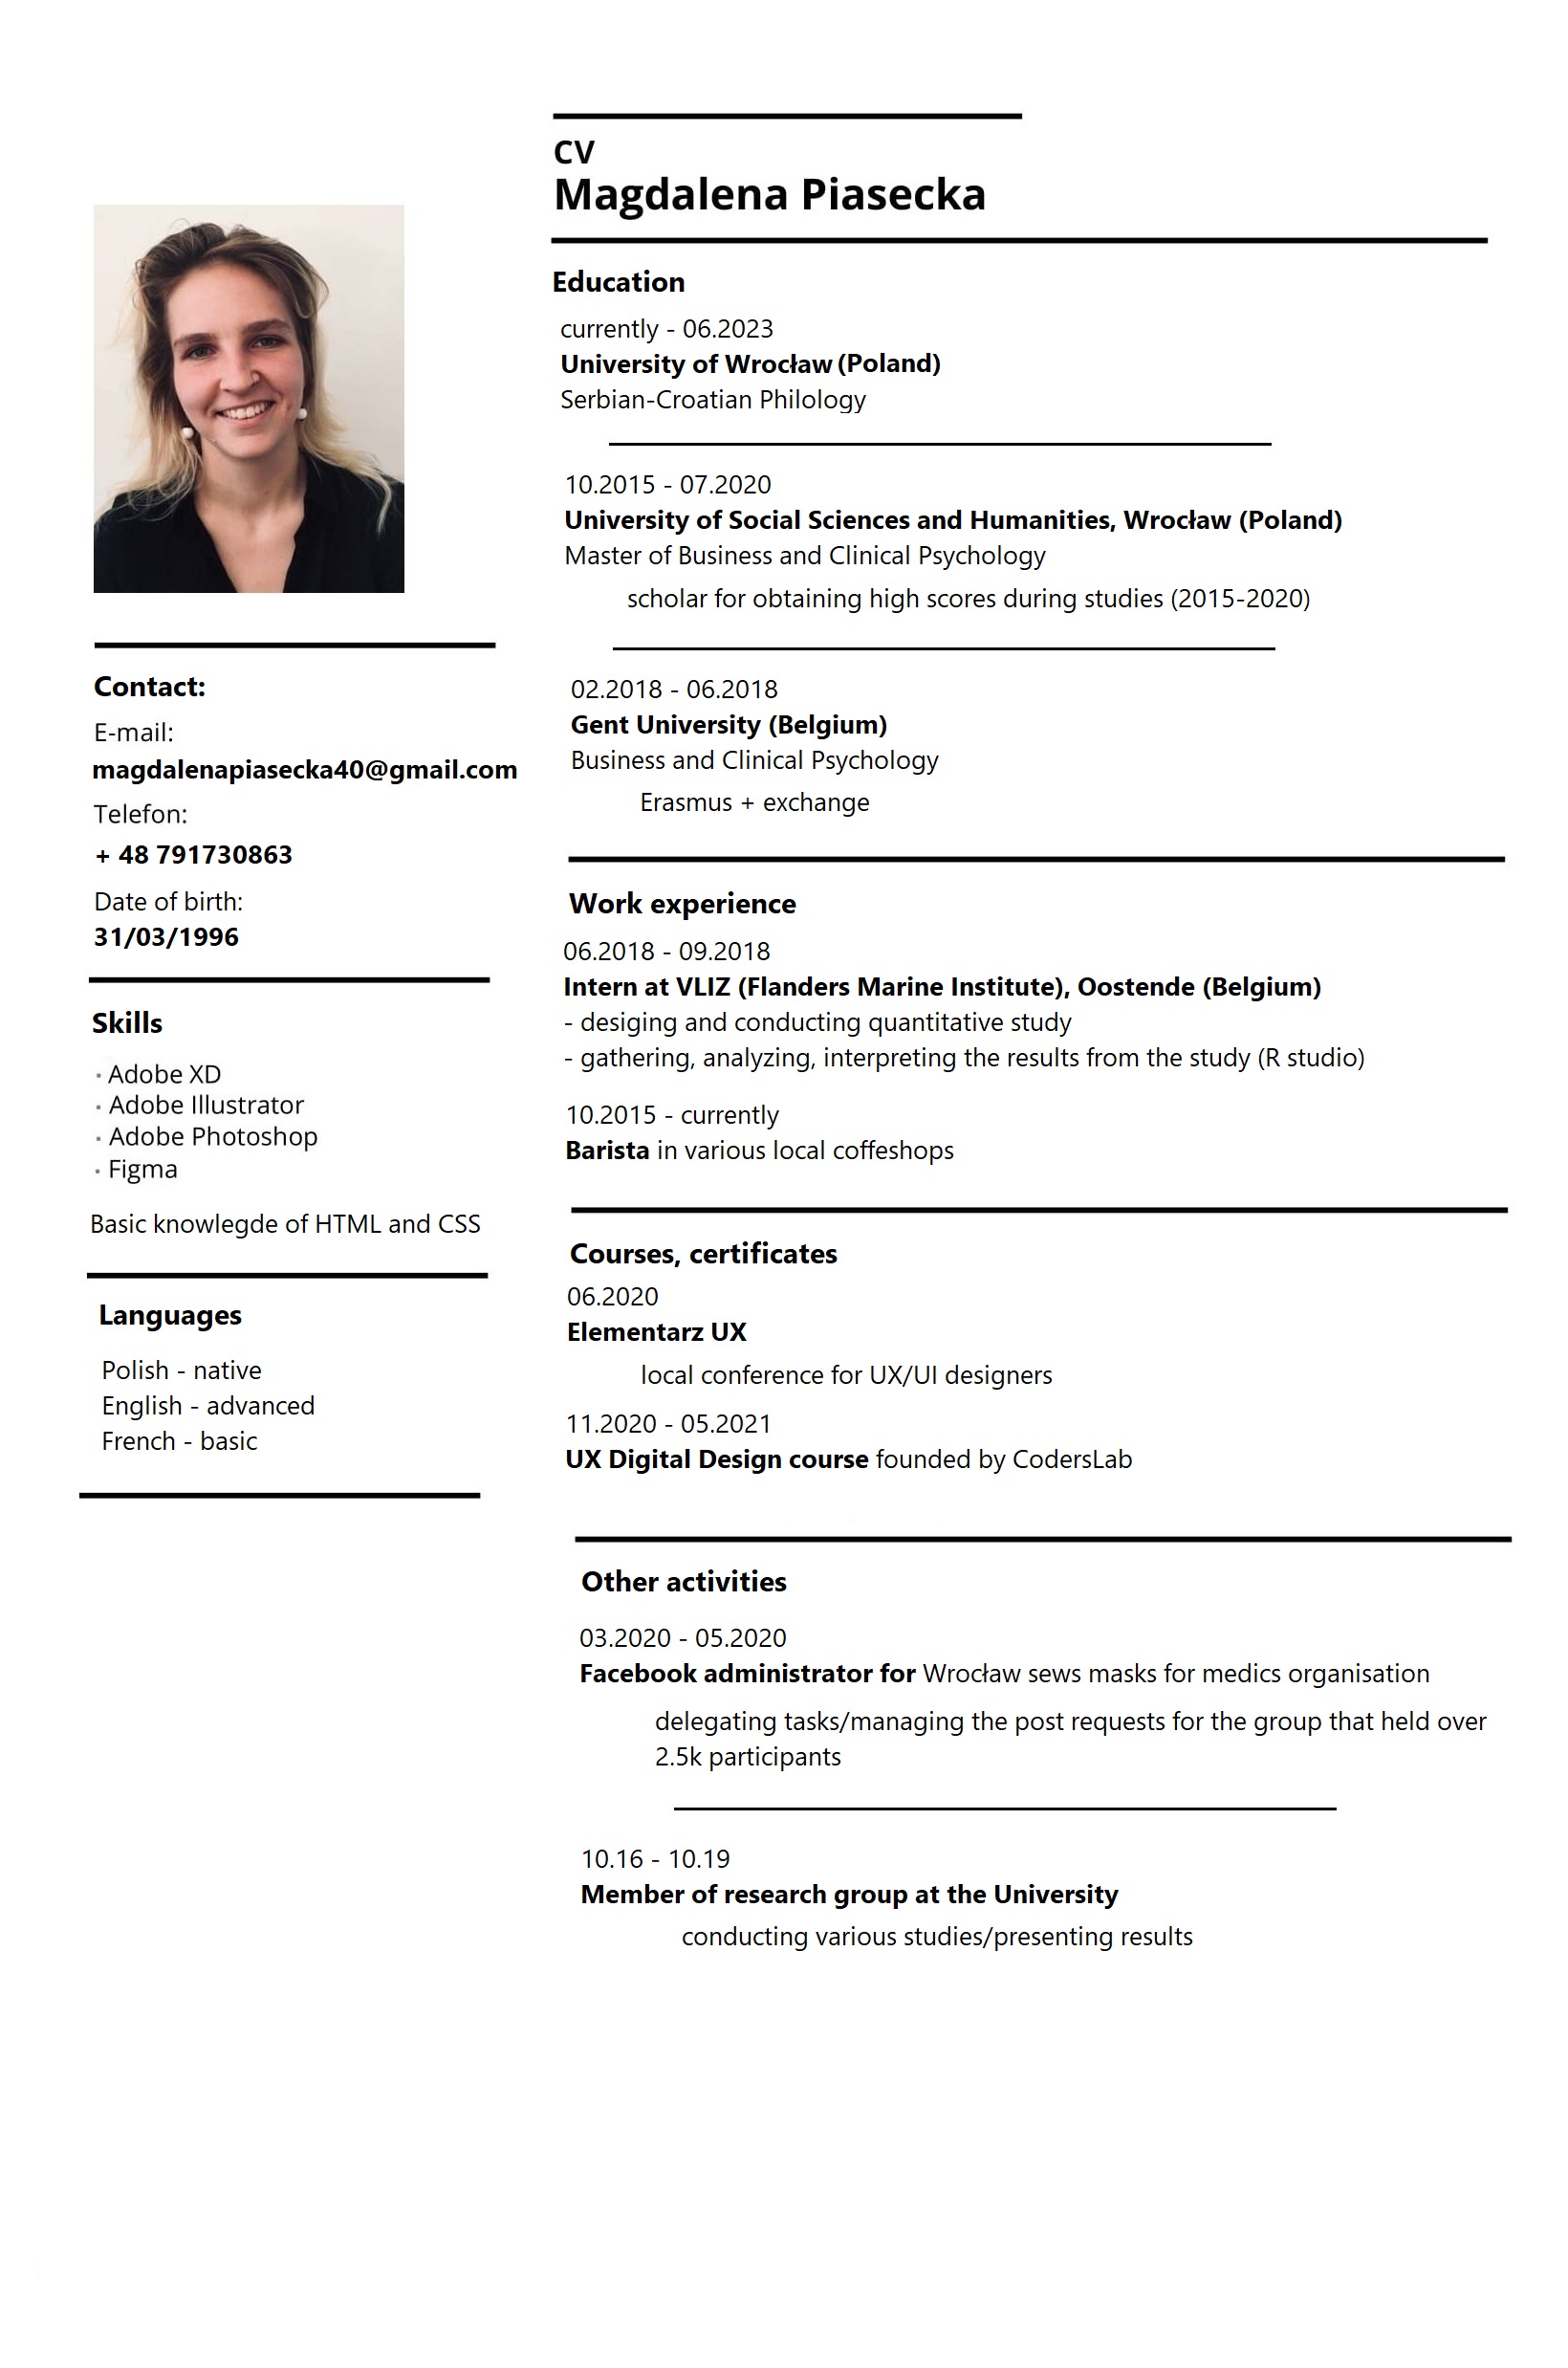 CV
Magdalena Piasecka
Education
currently - 06.2023
University of Wrocław (Poland)
Serbian-Croatian Philology
10.2015 - 07.2020
University of Social Sciences and Humanities, Wrocław (Poland)
Master of Business and Clinical Psychology
scholar for obtaining high scores during studies (2015-2020)
02.2018 - 06.2018
Gent University (Belgium)
Business and Clinical Psychology
Erasmus + exchange
Contact:
E-mail:
magdalenapiasecka40@gmail.com
Telefon:
+ 48 791730863
Date of birth:
31/03/1996
Skills
· Adobe XD
· Adobe Illustrator
· Adobe Photoshop
· Figma
Basic knowlegde of HTML and CSS
Languages
Polish - native
English - advanced
French - basic
Work experience
06.2018 - 09.2018
Intern at VLIZ (Flanders Marine Institute), Oostende (Belgium)
- desiging and conducting quantitative study
- gathering, analyzing, interpreting the results from the study (R studio)
10.2015 - currently
Barista in various local coffeshops
Courses, certificates
06.2020
Elementarz UX
local conference for UX/UI designers
11.2020 - 05.2021
UX Digital Design course founded by CodersLab
Other activities
03.2020 - 05.2020
Facebook administrator for Wrocław sews masks for medics organisation
delegating tasks/managing the post requests for the group that held over
2.5k participants
10.16 - 10.19
Member of research group at the University
conducting various studies/presenting results